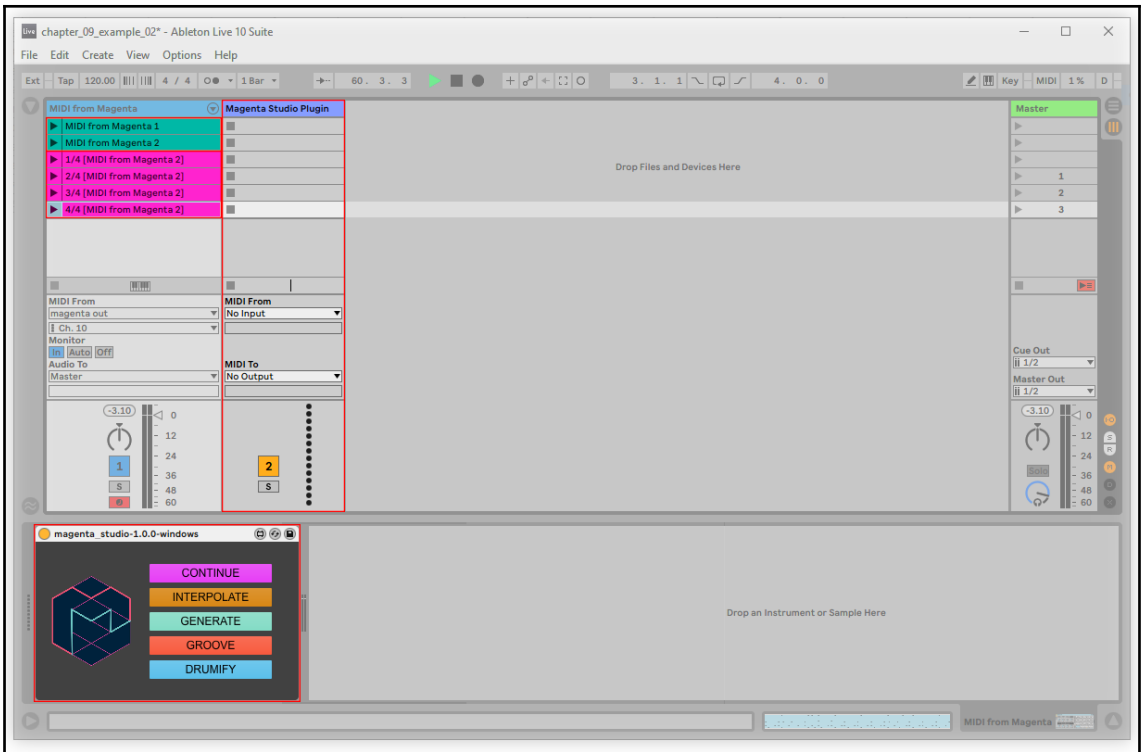 Live chapter_09_example_02* - Ableton Live 10 Suite
File Edit Create View Options Help
Ext Tap 120.00 4 / 4 1 Bar 60. 3. 3 3. 1. 1 4. 0. 0 Key MIDI 1% D
MIDI from Magenta Magenta Studio Plugin Master
MIDI from Magenta 1
MIDI from Magenta 2
1/4 [MIDI from Magenta 2]
Drop Files and Devices Here
2/4 [MIDI from Magenta 2] 1
3/4 [MIDI from Magenta 2] 2
4/4 [MIDI from Magenta 2] 3
MIDI From MIDI From
magenta out No Input
Ch. 10
Monitor
In Auto Off
Cue Out
Audio To MIDI To
ii 1/2
Master No Output
Master Out
ii 1/2
-3.10 0 -3.10 0
12 12
24 24
1 2 Solo
36 36
S S
48 48
60 60
I·O
S
R
magenta_studio-1.0.0-windows
CONTINUE
INTERPOLATE
GENERATE
GROOVE
DRUMIFY
Drop an Instrument or Sample Here
MIDI from Magenta